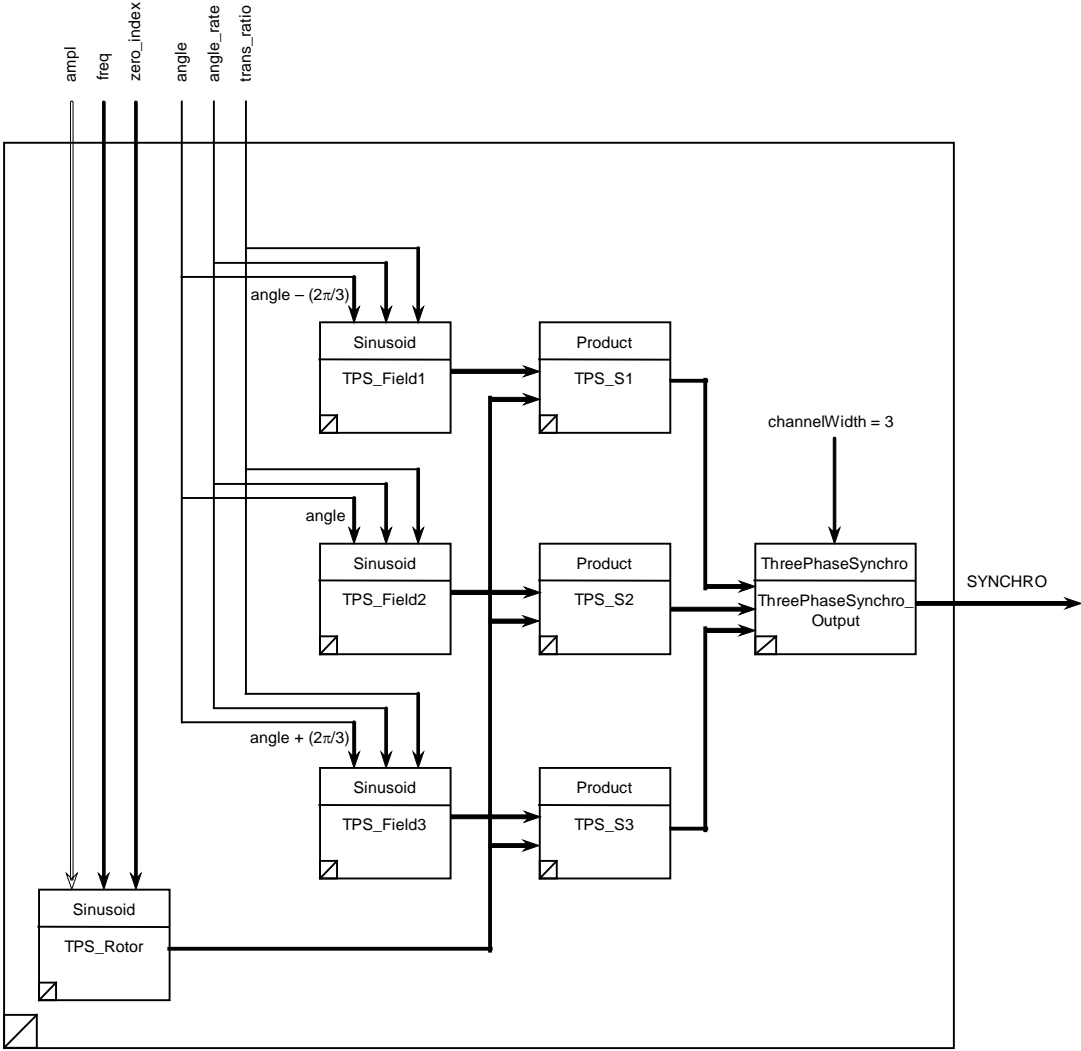 ampl
freq
zero_index
angle
angle_rate
trans_ratio
angle – (2π/3)
Sinusoid
TPS_Field1
Product
TPS_S1
channelWidth = 3
angle
Sinusoid
TPS_Field2
Product
TPS_S2
ThreePhaseSynchro
ThreePhaseSynchro_
Output
SYNCHRO
angle + (2π/3)
Sinusoid
TPS_Field3
Product
TPS_S3
Sinusoid
TPS_Rotor